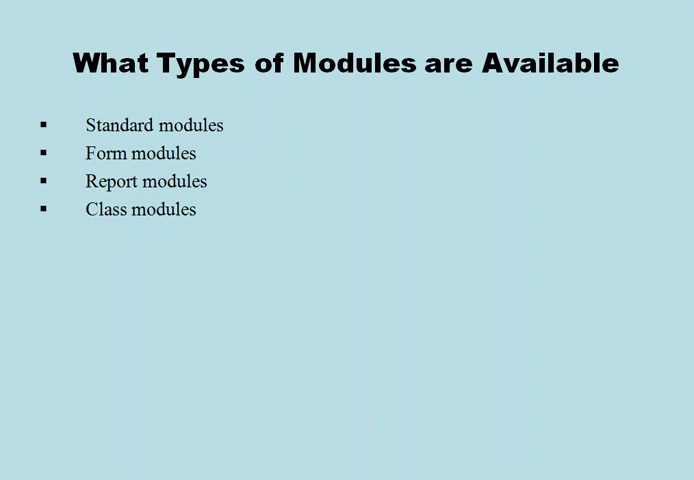 What Types of Modules are Available
▪ Standard modules
▪ Form modules
▪ Report modules
▪ Class modules